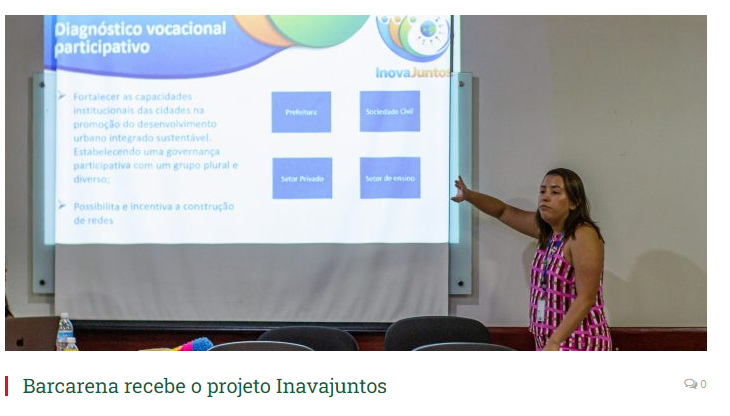 Diagnóstico vocacional
participativo
InovaJuntos
Fortalecer as capacidades
institucionais das cidades na
promoção do desenvolvimento
urbano integrado sustentável.
Estabelecendo uma governança
participativa com um grupo plural e
diverso;
Possibilita e incentiva a construção
de redes
Prefeitura
Sociedade Civil
Setor Privado
Setor de ensino
Barcarena recebe o projeto Inavajuntos
0